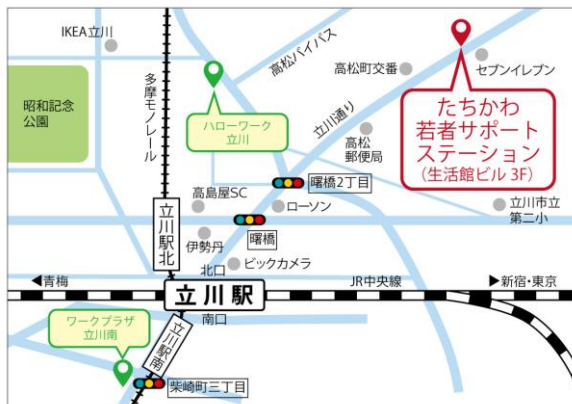 IKEA立川
昭和記念
公園
多摩モノレール
ハローワーク
立川
高松バイパス
高松町交番
セブンイレブン
たちかわ
若者サポート
ステーション
(生活館ビル 3F)
立川通り
高松
郵便局
曙橋2丁目
高島屋SC
ローソン
立川市立
第二小
立川駅北
伊勢丹
曙橋
北口
ビックカメラ
◀青梅
立川駅
JR中央線
▶新宿・東京
南口
ワークプラザ
立川南
立川駅南
柴崎町三丁目